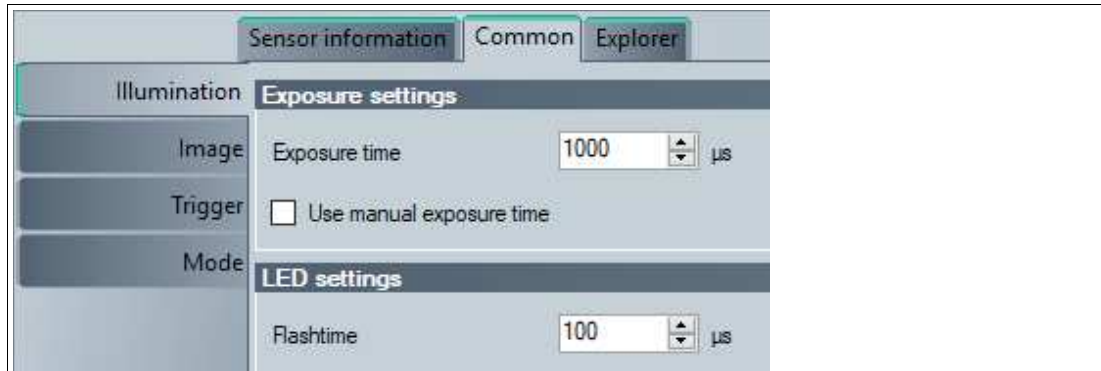 Sensor information Common Explorer
Illumination
Exposure settings
Image
Exposure time 1000 µs
Trigger
Use manual exposure time
Mode
LED settings
Flashtime 100 µs